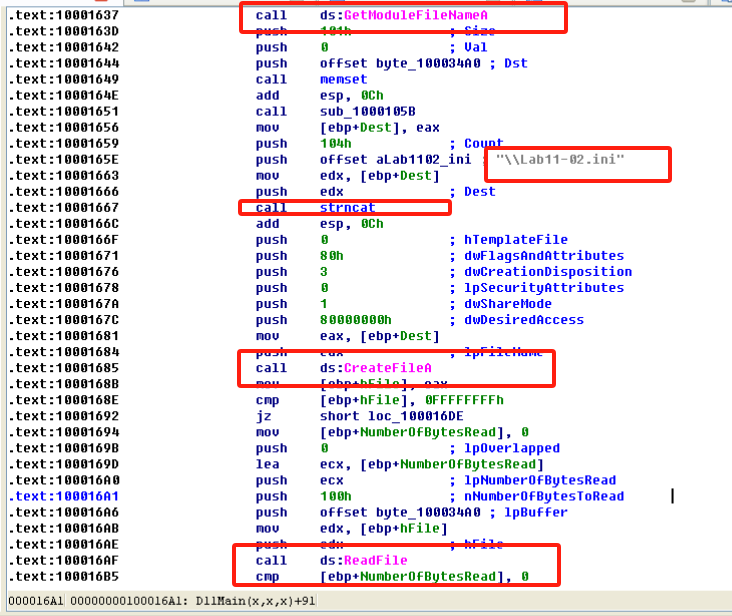 .text:10001637 call ds:GetModuleFileNameA
.text:1000163D push 101h ; Size
.text:10001642 push 0 ; Val
.text:10001644 push offset byte_100034A0 ; Dst
.text:10001649 call memset
.text:1000164E add esp, 0Ch
.text:10001651 call sub_1000105B
.text:10001656 mov [ebp+Dest], eax
.text:10001659 push 104h ; Count
.text:1000165E push offset aLab1102_ini ; "\\Lab11-02.ini"
.text:10001663 mov edx, [ebp+Dest]
.text:10001666 push edx ; Dest
.text:10001667 call strncat
.text:1000166C add esp, 0Ch
.text:1000166F push 0 ; hTemplateFile
.text:10001671 push 80h ; dwFlagsAndAttributes
.text:10001676 push 3 ; dwCreationDisposition
.text:10001678 push 0 ; lpSecurityAttributes
.text:1000167A push 1 ; dwShareMode
.text:1000167C push 80000000h ; dwDesiredAccess
.text:10001681 mov eax, [ebp+Dest]
.text:10001684 push eax ; lpFileName
.text:10001685 call ds:CreateFileA
.text:1000168B mov [ebp+hFile], eax
.text:1000168E cmp [ebp+hFile], 0FFFFFFFFh
.text:10001692 jz short loc_100016DE
.text:10001694 mov [ebp+NumberOfBytesRead], 0
.text:1000169B push 0 ; lpOverlapped
.text:1000169D lea ecx, [ebp+NumberOfBytesRead]
.text:100016A0 push ecx ; lpNumberOfBytesRead
.text:100016A1 push 100h ; nNumberOfBytesToRead
.text:100016A6 push offset byte_100034A0 ; lpBuffer
.text:100016AB mov edx, [ebp+hFile]
.text:100016AE push edx ; hFile
.text:100016AF call ds:ReadFile
.text:100016B5 cmp [ebp+NumberOfBytesRead], 0
000016A1 00000000100016A1: DllMain(x,x,x)+91